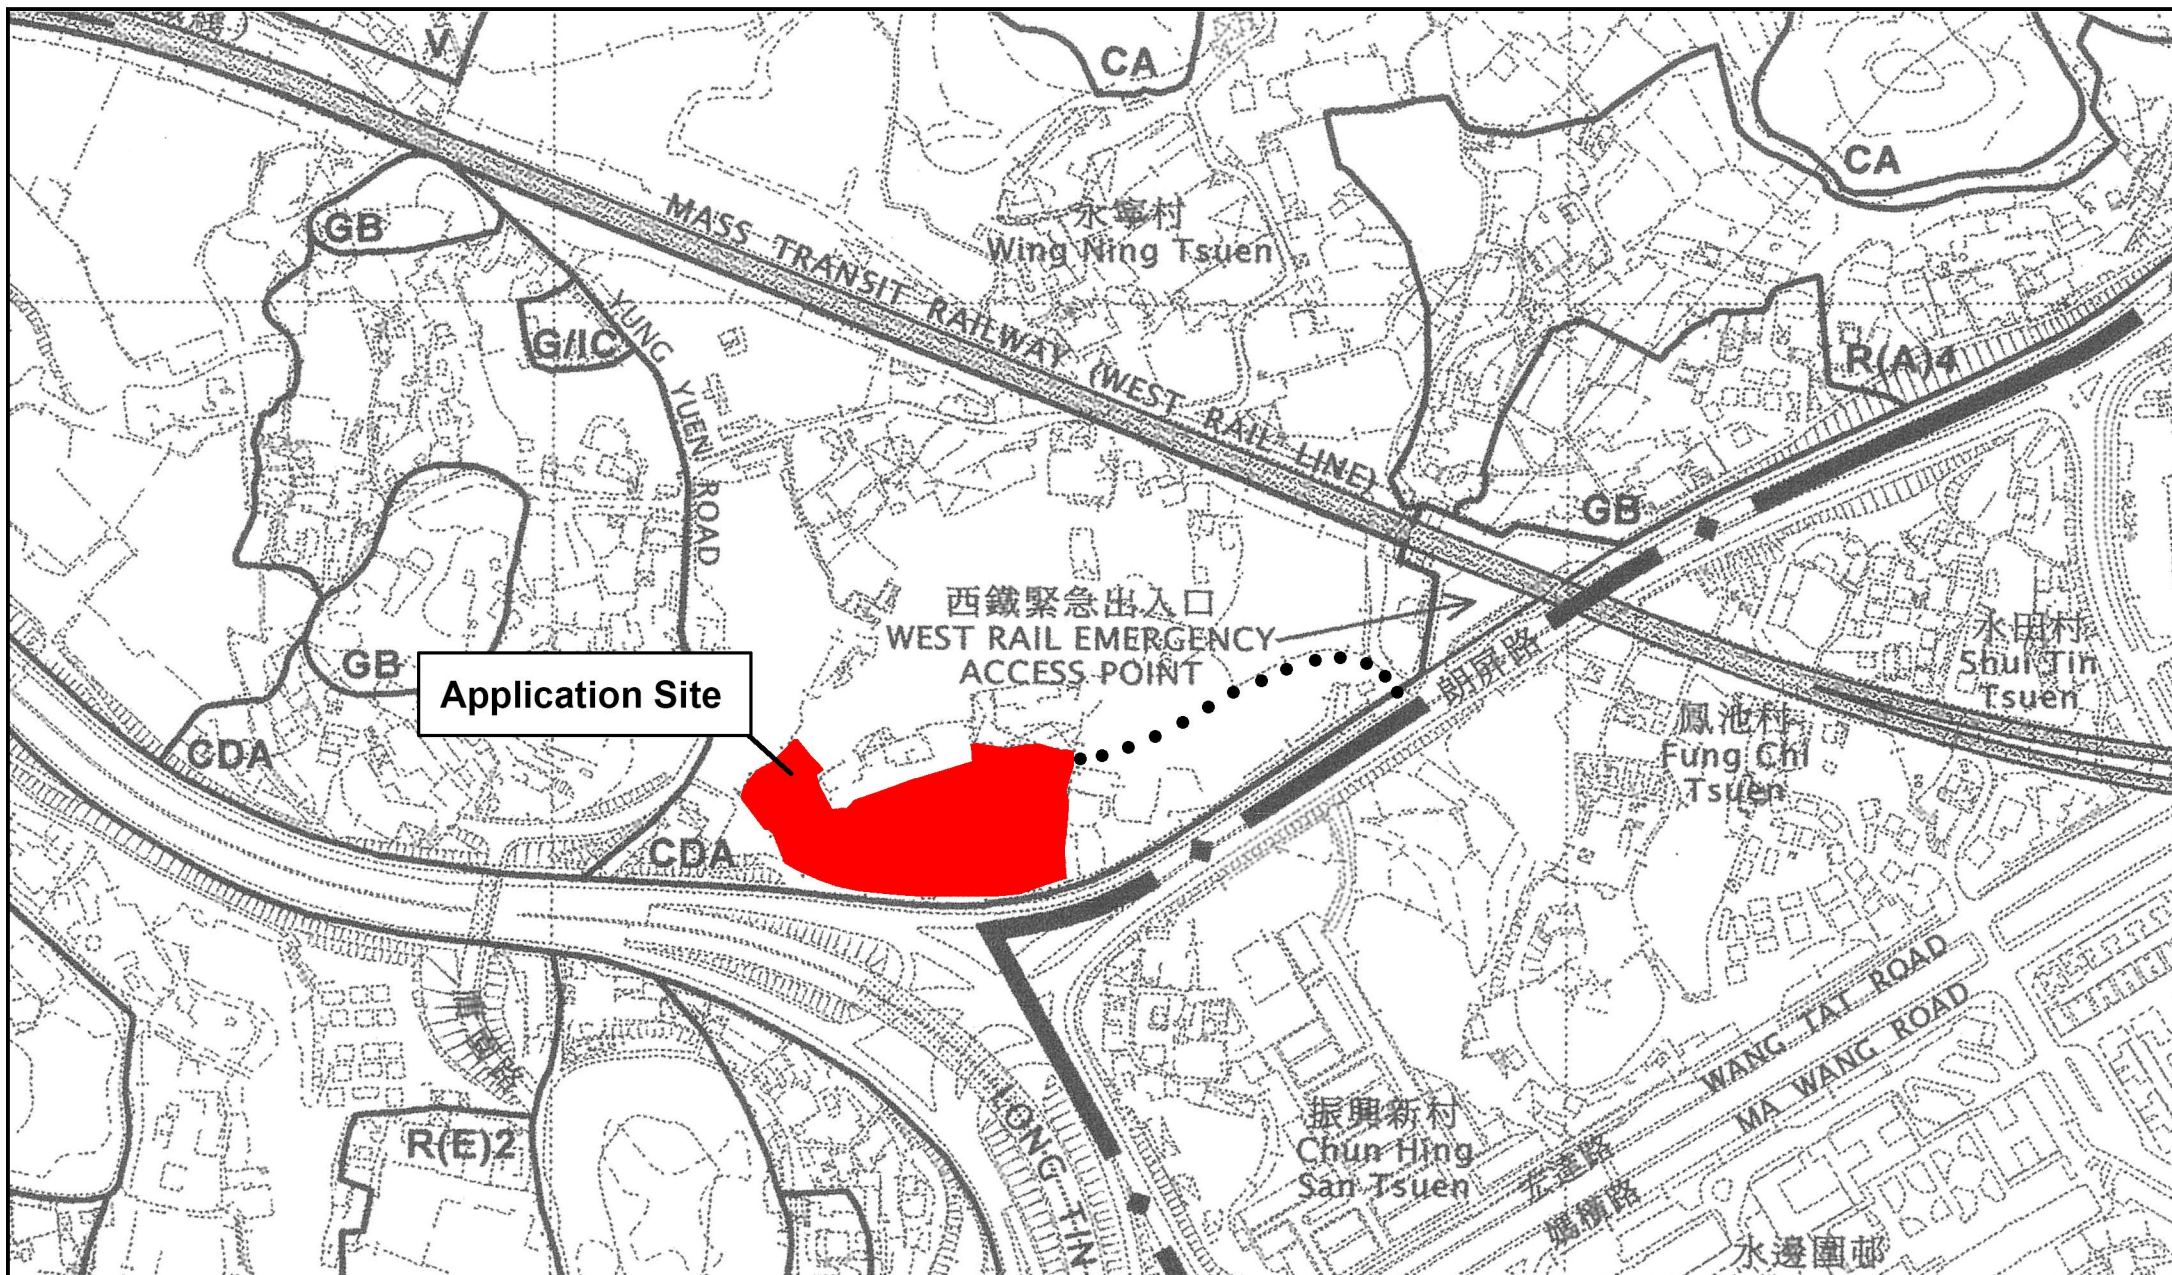 V
CA
CA
GB
永寧村
Wing Ning Tsuen
MASS TRANSIT RAILWAY (WEST RAIL LINE)
G/IC
YUNG YUEN ROAD
R(A)4
GB
西鐵緊急出入口
WEST RAIL EMERGENCY
ACCESS POINT
朗屏路
水田村
Shui Tin
Tsuen
GB
Application Site
鳳池村
Fung Chi
Tsuen
CDA
CDA
WANG TAT ROAD
MA WANG ROAD
LONG TIN
R(E)2
振興新村
Chun Hing
San Tsuen
宏達路
媽橫路
水邊圍邨